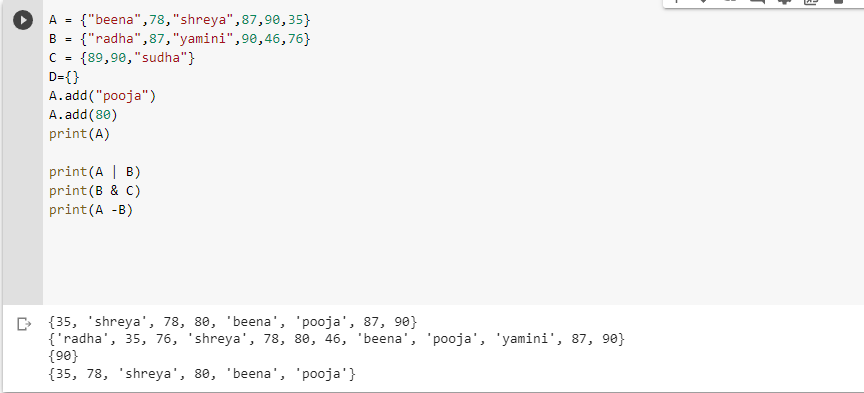 A = {"beena",78,"shreya",87,90,35}
B = {"radha",87,"yamini",90,46,76}
C = {89,90,"sudha"}
D={}
A.add("pooja")
A.add(80)
print(A)
print(A | B)
print(B & C)
print(A -B)
{35, 'shreya', 78, 80, 'beena', 'pooja', 87, 90}
{'radha', 35, 76, 'shreya', 78, 80, 46, 'beena', 'pooja', 'yamini', 87, 90}
{90}
{35, 78, 'shreya', 80, 'beena', 'pooja'}